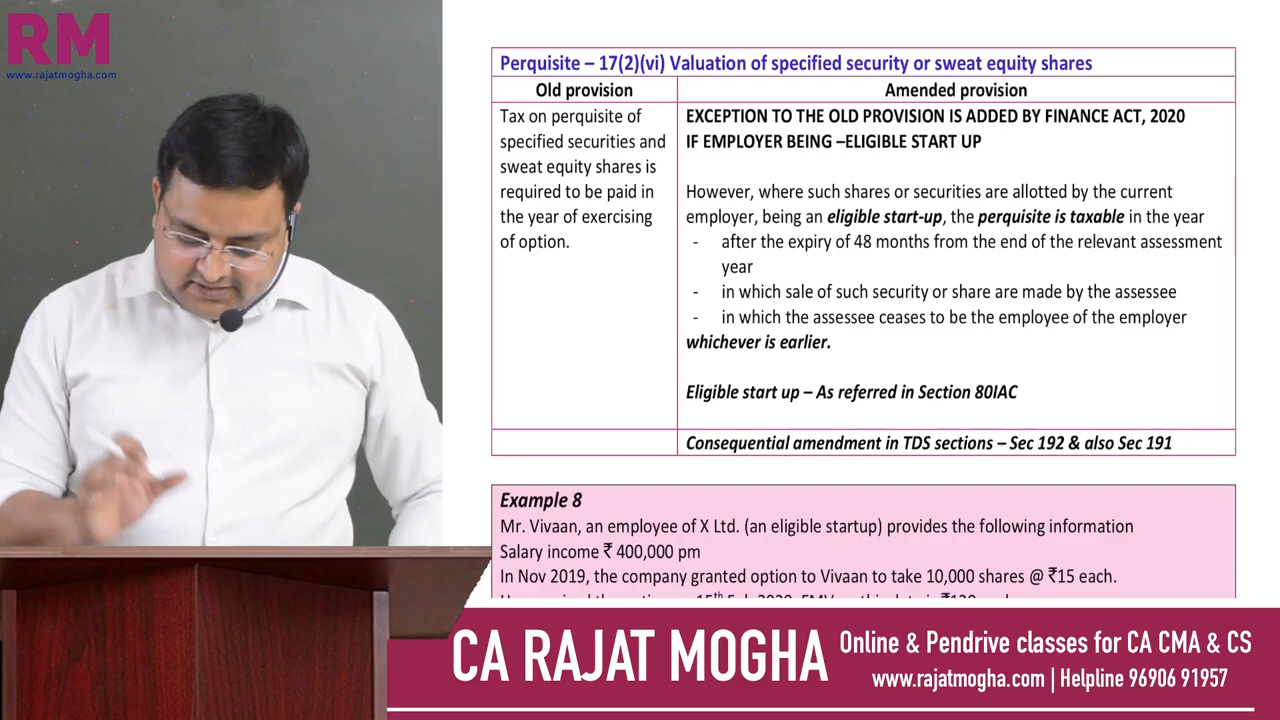 RM
www.rajatmogha.com
Perquisite – 17(2)(vi) Valuation of specified security or sweat equity shares
Old provision
Amended provision
Tax on perquisite of
specified securities and
sweat equity shares is
required to be paid in
the year of exercising
of option.
EXCEPTION TO THE OLD PROVISION IS ADDED BY FINANCE ACT, 2020
IF EMPLOYER BEING –ELIGIBLE START UP
However, where such shares or securities are allotted by the current
employer, being an eligible start-up, the perquisite is taxable in the year
- after the expiry of 48 months from the end of the relevant assessment
year
- in which sale of such security or share are made by the assessee
- in which the assessee ceases to be the employee of the employer
whichever is earlier.
Eligible start up – As referred in Section 80IAC
Consequential amendment in TDS sections – Sec 192 & also Sec 191
Example 8
Mr. Vivaan, an employee of X Ltd. (an eligible startup) provides the following information
Salary income ₹ 400,000 pm
In Nov 2019, the company granted option to Vivaan to take 10,000 shares @ ₹15 each.
CA RAJAT MOGHA
Online & Pendrive classes for CA CMA & CS
www.rajatmogha.com | Helpline 96906 91957